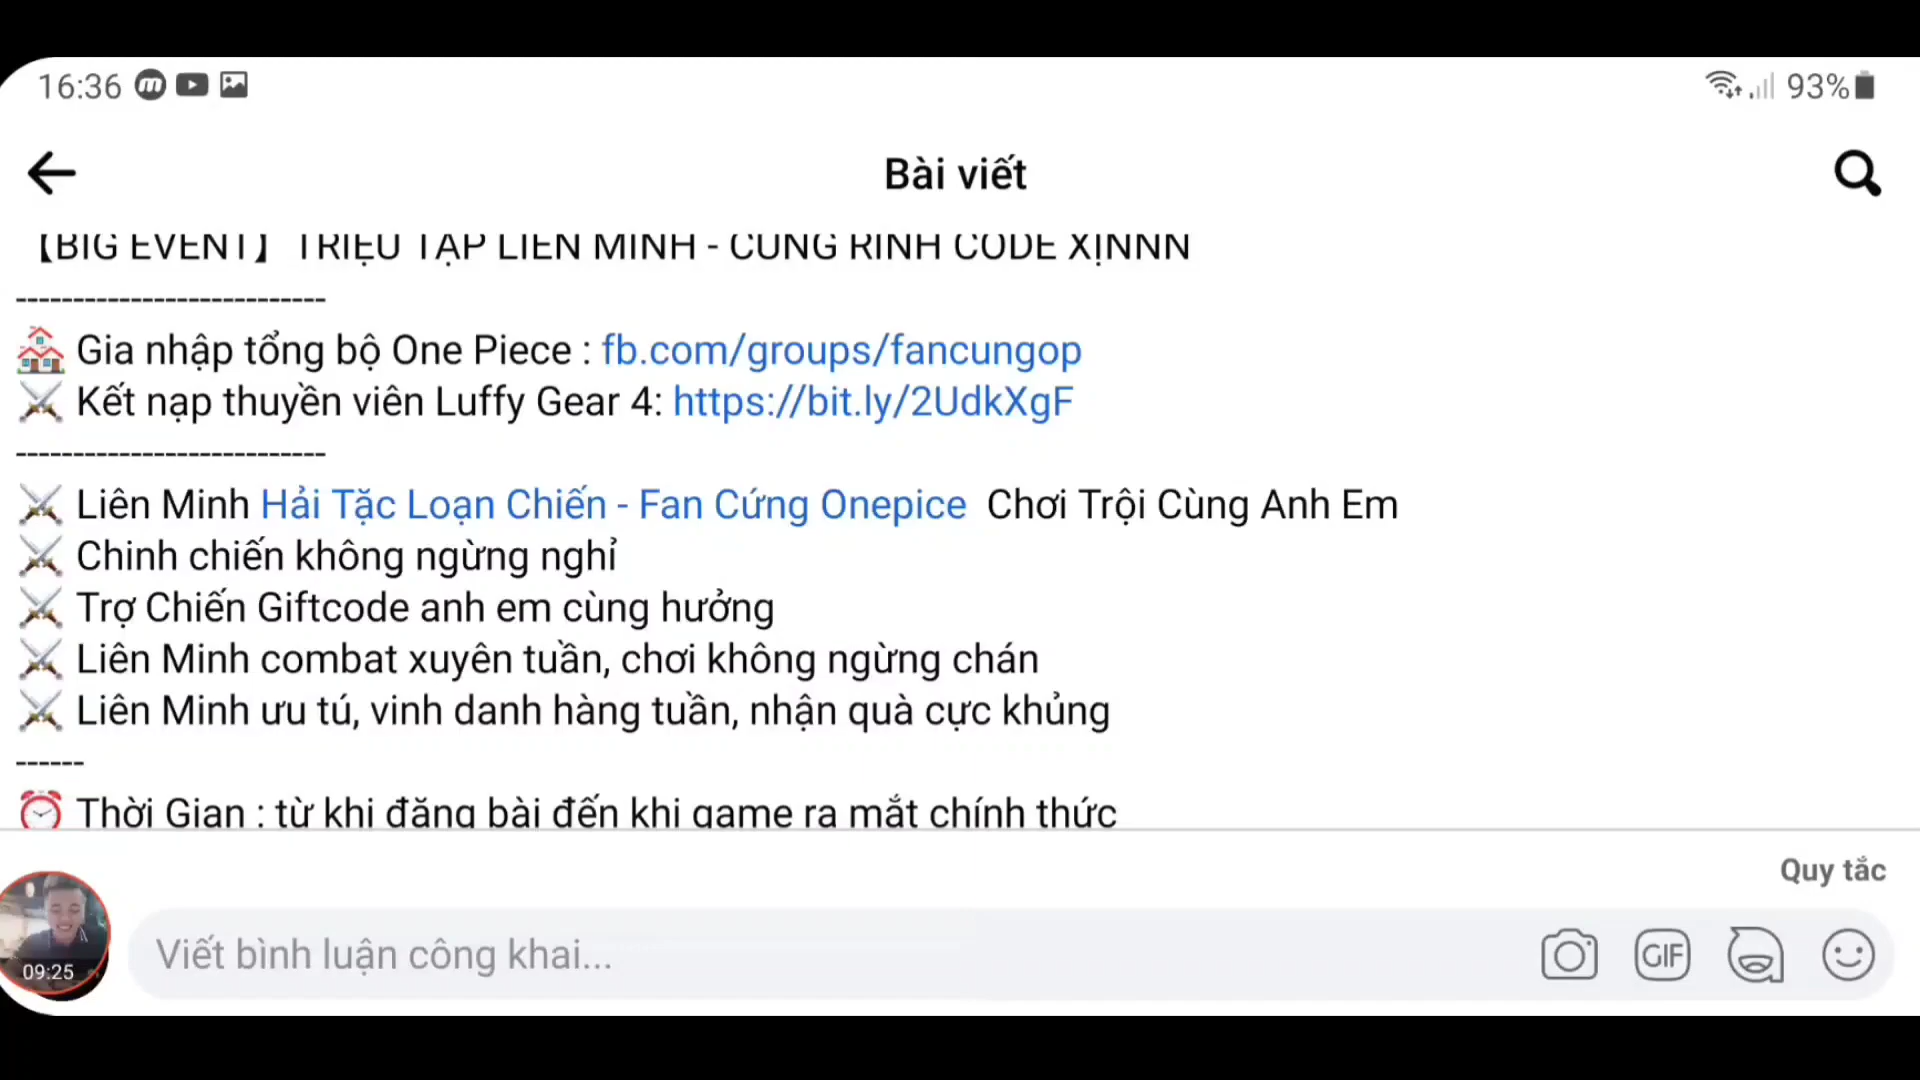 16:36 93%
Bài viết
【BIG EVENT】 TRIỆU TẬP LIÊN MINH - CÙNG RINH CODE XỊNNN
---------------------------
Gia nhập tổng bộ One Piece : fb.com/groups/fancungop
Kết nạp thuyền viên Luffy Gear 4: https://bit.ly/2UdkXgF
---------------------------
Liên Minh Hải Tặc Loạn Chiến - Fan Cứng Onepice Chơi Trội Cùng Anh Em
Chinh chiến không ngừng nghỉ
Trợ Chiến Giftcode anh em cùng hưởng
Liên Minh combat xuyên tuần, chơi không ngừng chán
Liên Minh ưu tú, vinh danh hàng tuần, nhận quà cực khủng
------
Thời Gian : từ khi đăng bài đến khi game ra mắt chính thức
Quy tắc
Viết bình luận công khai...
GIF
09:25